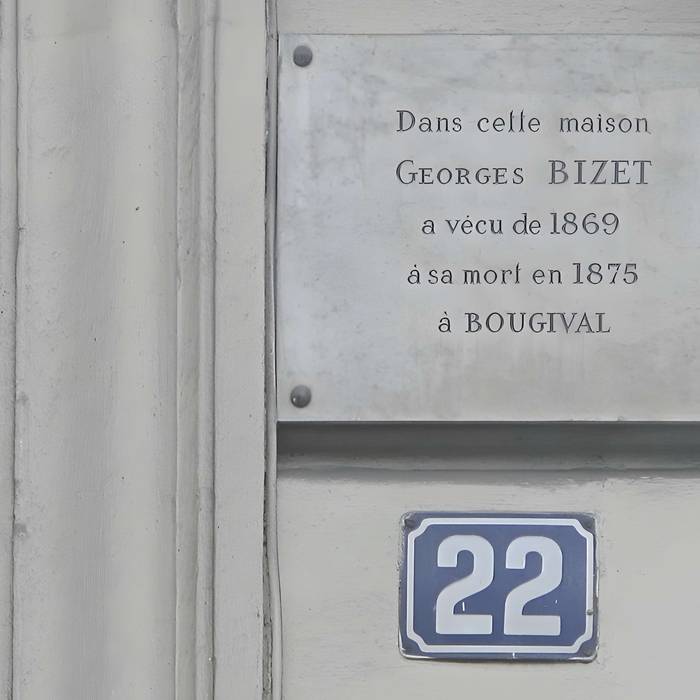 Dans cette maison
GEORGES BIZET
a vécu de 1869
à sa mort en 1875
à BOUGIVAL
22